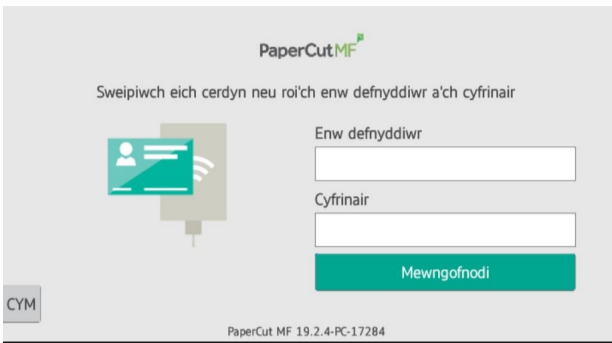 PaperCut MF
Sweipiwch eich cerdyn neu roi'ch enw defnyddiwr a'ch cyfrinair
Enw defnyddiwr
Cyfrinair
Mewngofnodi
CYM
PaperCut MF 19.2.4-PC-17284